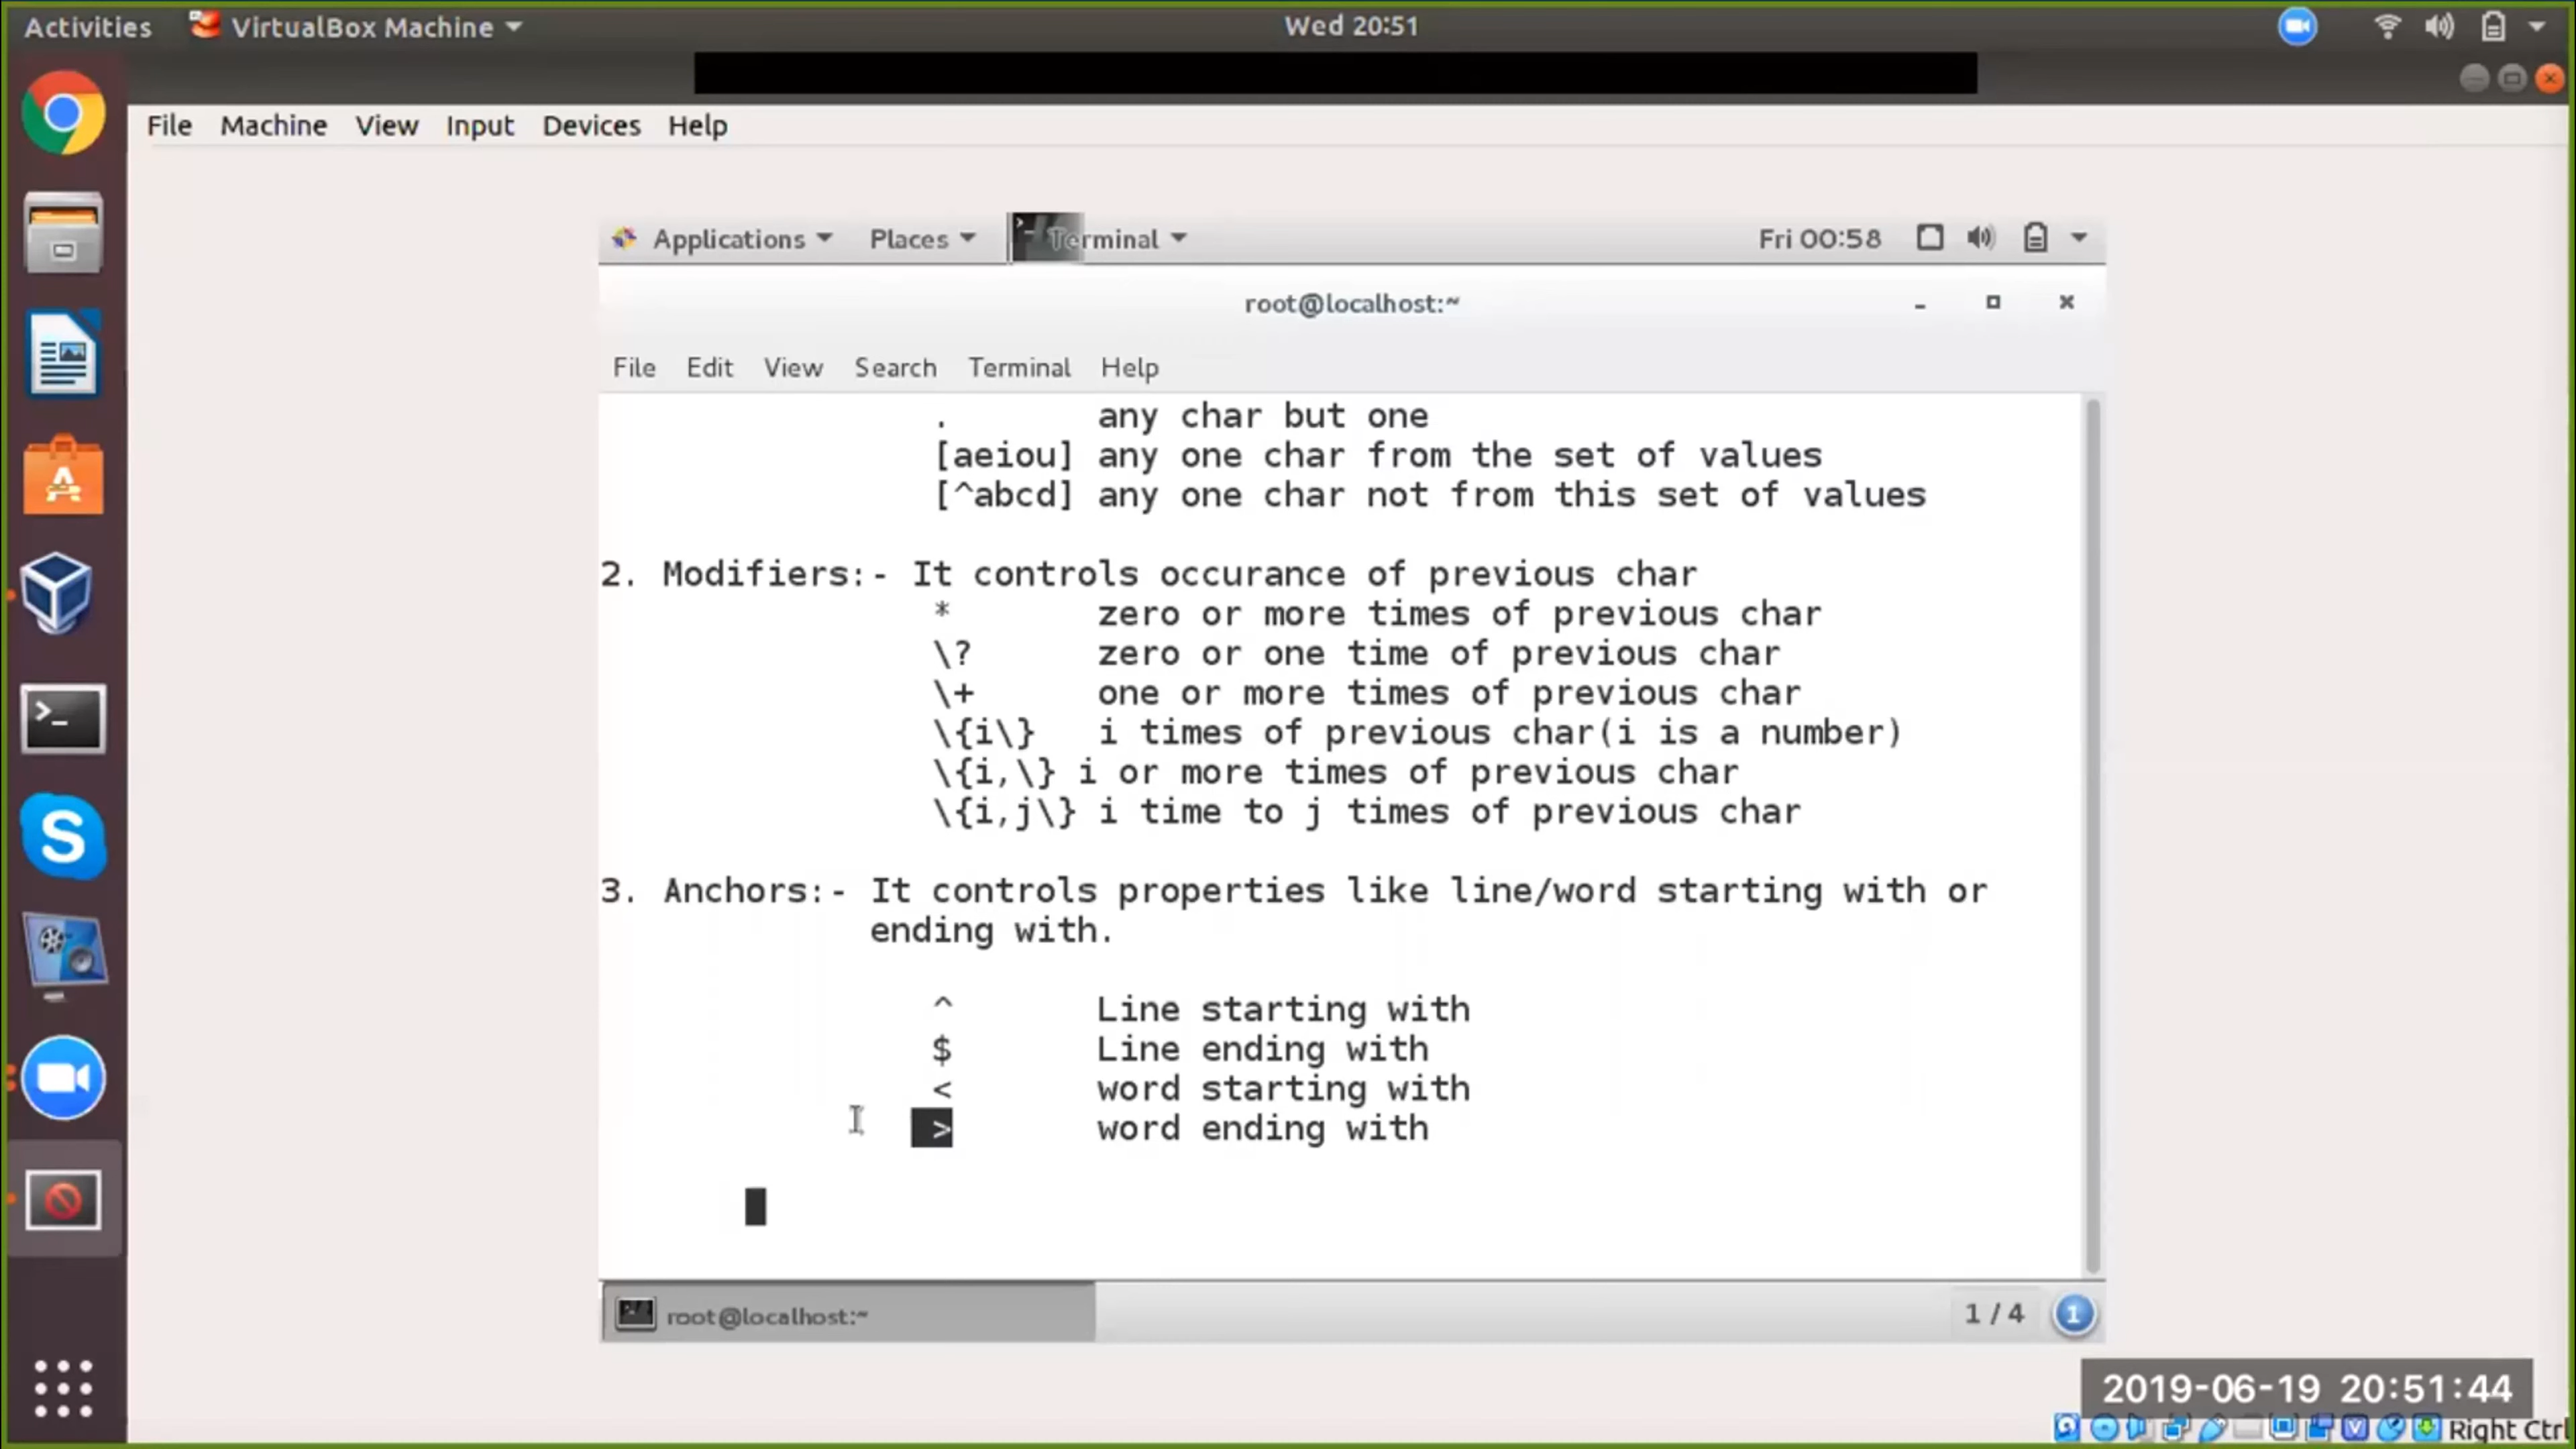 Activities VirtualBox Machine Wed 20:51
File Machine View Input Devices Help
Applications Places Terminal Fri 00:58
root@localhost:~
File Edit View Search Terminal Help
. any char but one
[aeiou] any one char from the set of values
[^abcd] any one char not from this set of values
2. Modifiers:- It controls occurance of previous char
* zero or more times of previous char
\? zero or one time of previous char
\+ one or more times of previous char
\{i\} i times of previous char(i is a number)
\{i,\} i or more times of previous char
\{i,j\} i time to j times of previous char
3. Anchors:- It controls properties like line/word starting with or
ending with.
^ Line starting with
$ Line ending with
< word starting with
> word ending with
root@localhost:~ 1 / 4 1
2019-06-19 20:51:44
Right Ctrl